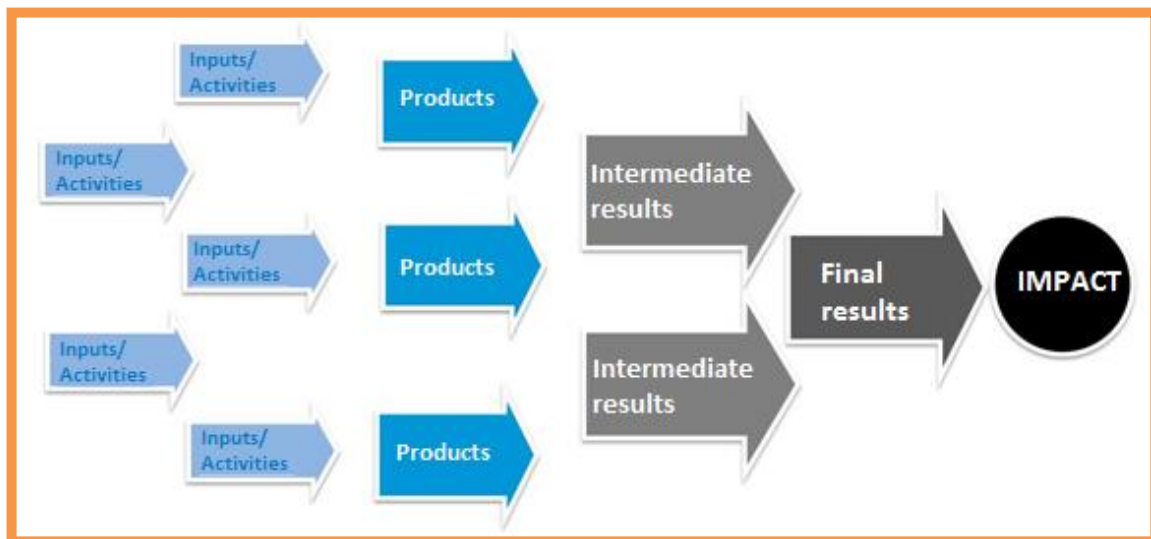 Inputs/
Activities
Products
Inputs/
Activities
Intermediate
results
Inputs/
Activities
Products
Final
results
IMPACT
Inputs/
Activities
Intermediate
results
Inputs/
Activities
Products